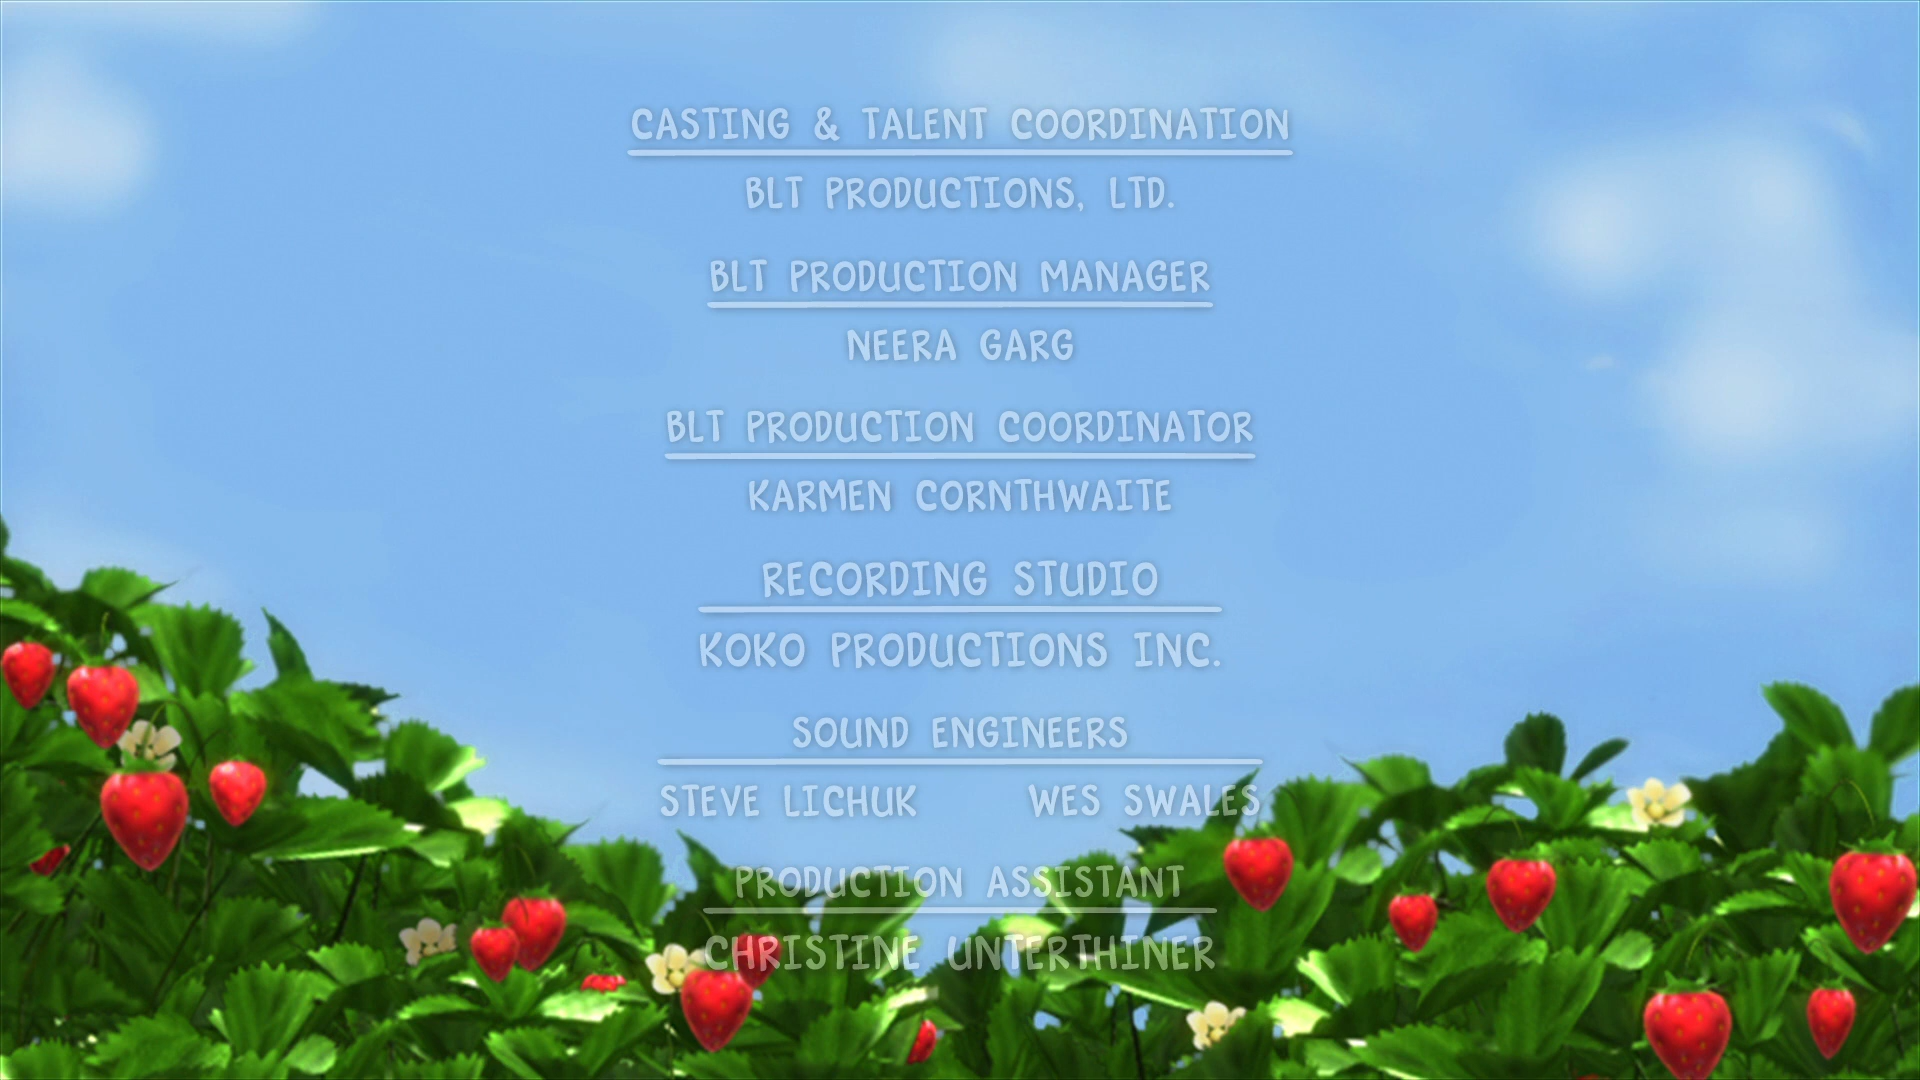 CASTING & TALENT COORDINATION
BLT PRODUCTIONS, LTD.
BLT PRODUCTION MANAGER
NEERA GARG
BLT PRODUCTION COORDINATOR
KARMEN CORNTHWAITE
RECORDING STUDIO
KOKO PRODUCTIONS INC.
SOUND ENGINEERS
STEVE LICHUK WES SWALES
PRODUCTION ASSISTANT
CHRISTINE UNTERTHINER